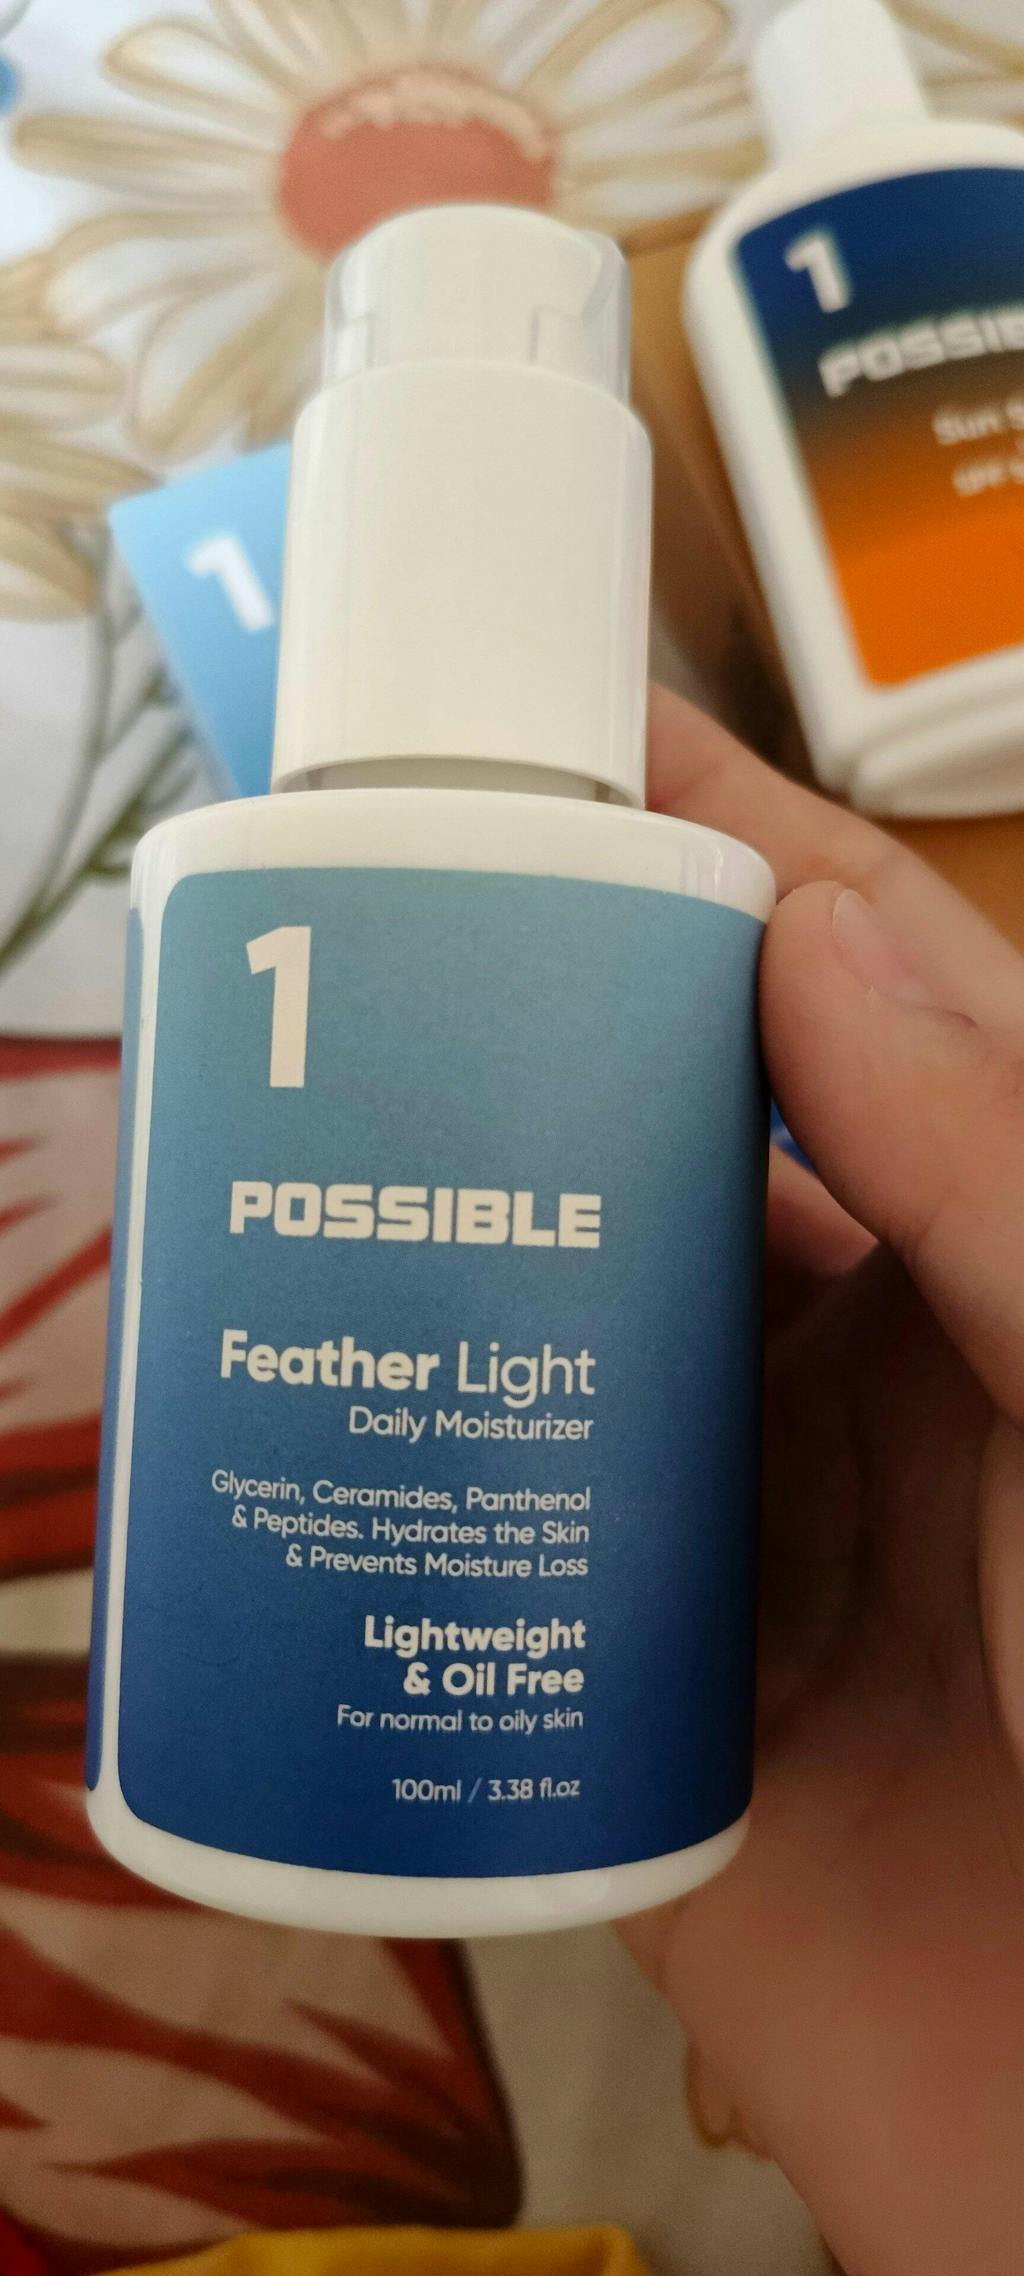 1
POSSIBLE
Feather Light
Daily Moisturizer
Glycerin, Ceramides, Panthenol
& Peptides. Hydrates the Skin
& Prevents Moisture Loss
Lightweight
& Oil Free
For normal to oily skin
100ml / 3.38 fl.oz
1
1
Sun